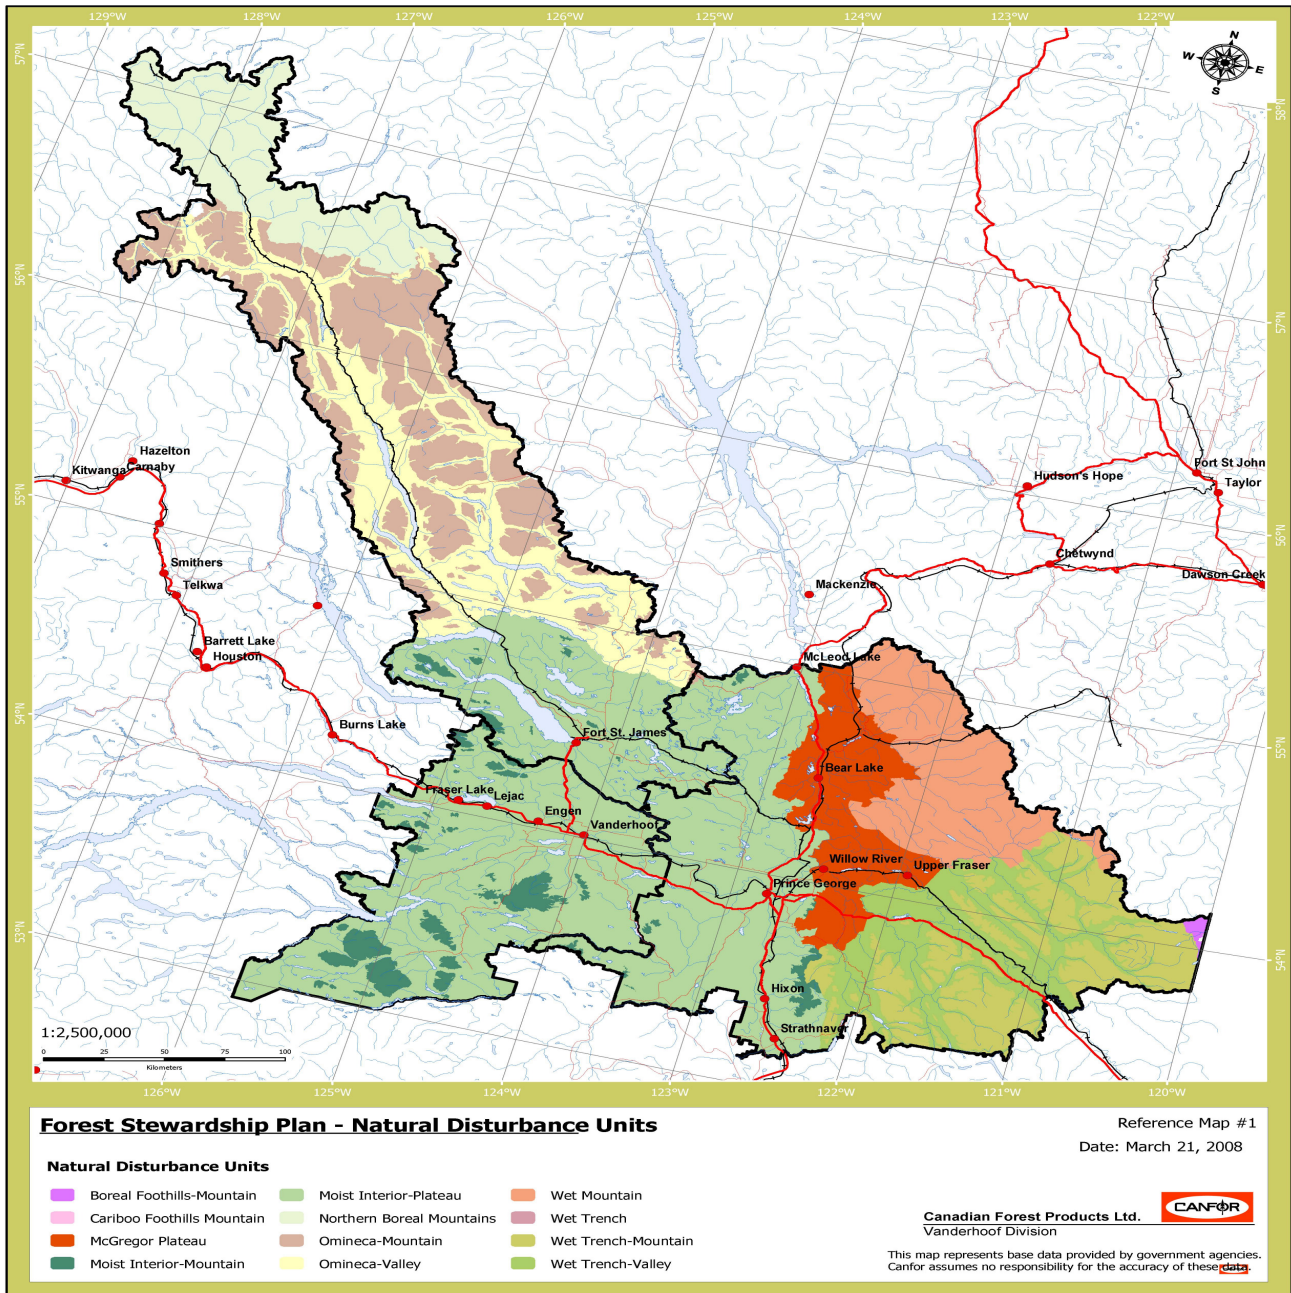 129°W 128°W 127°W 126°W 125°W 124°W 123°W 122°W
57°N
56°N
55°N
54°N
53°N
58°N
57°N
56°N
55°N
54°N
N
W E
S
Hazelton
Kitwanga Carnaby
Smithers
Telkwa
Barrett Lake
Houston
Burns Lake
Fort St John
Hudson's Hope
Taylor
Chetwynd
Dawson Creek
Mackenzie
McLeod Lake
Fort St. James
Bear Lake
Fraser Lake Lejac
Engen
Vanderhoof
Willow River
Upper Fraser
Prince George
Hixon
Strathnaver
1:2,500,000
0 25 50 75 100
Kilometers
126°W 125°W 124°W 123°W 122°W 121°W 120°W
Forest Stewardship Plan - Natural Disturbance Units
Reference Map #1
Date: March 21, 2008
Natural Disturbance Units
Boreal Foothills-Mountain
Cariboo Foothills Mountain
McGregor Plateau
Moist Interior-Mountain
Moist Interior-Plateau
Northern Boreal Mountains
Omineca-Mountain
Omineca-Valley
Wet Mountain
Wet Trench
Wet Trench-Mountain
Wet Trench-Valley
CANFOR
Canadian Forest Products Ltd.
Vanderhoof Division
This map represents base data provided by government agencies.
Canfor assumes no responsibility for the accuracy of these data.